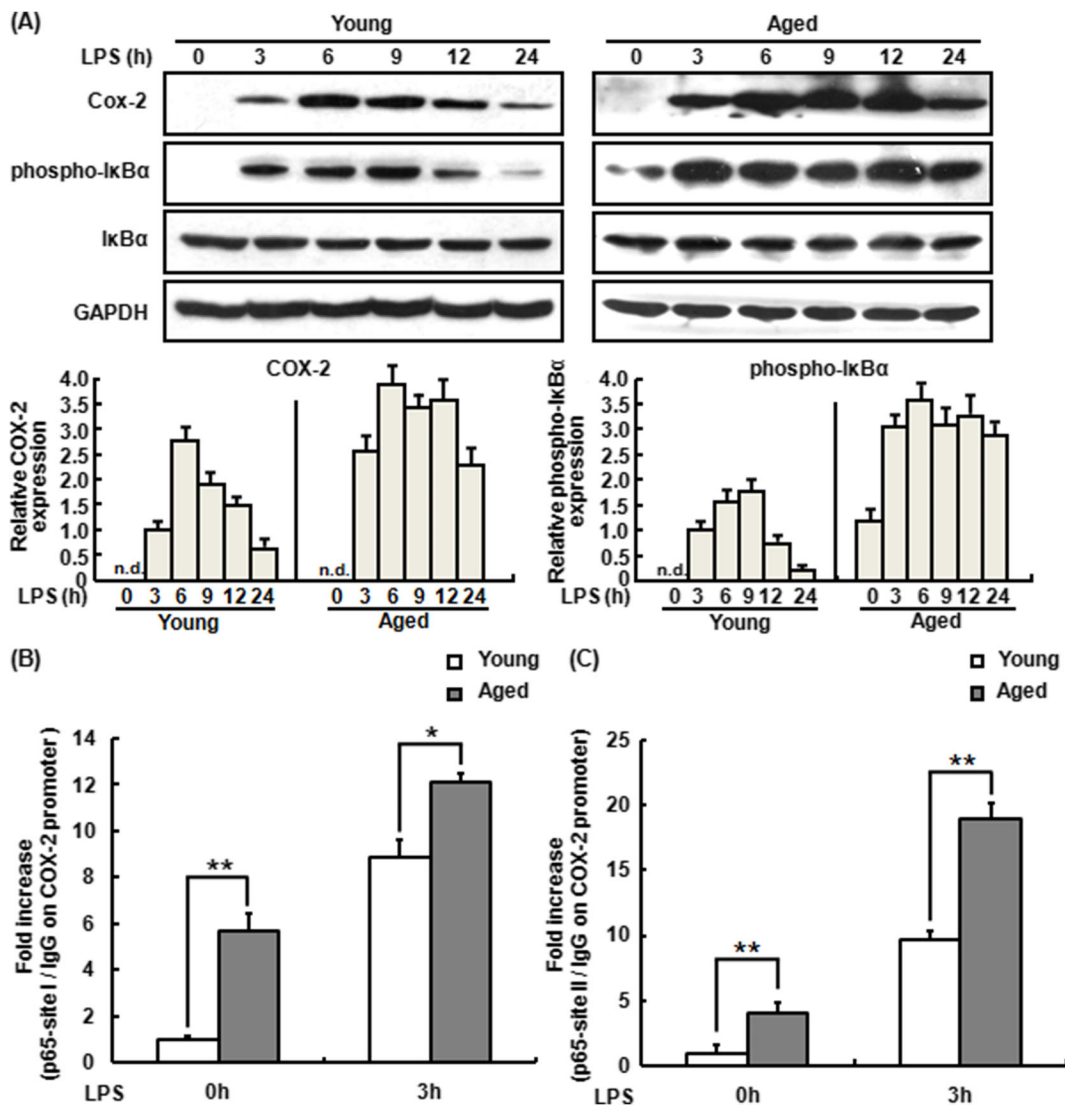 (A)
Young Aged
LPS (h) 0 3 6 9 12 24 0 3 6 9 12 24
Cox-2
phospho-IκBα
IκBα
GAPDH
COX-2
Relative COX-2
expression
4.0
3.5
3.0
2.5
2.0
1.5
1.0
0.5
0
n.d. n.d.
LPS (h) 0 3 6 9 12 24 0 3 6 9 12 24
Young Aged
phospho-IκBα
Relative phospho-IκBα
expression
4.0
3.5
3.0
2.5
2.0
1.5
1.0
0.5
0
n.d.
LPS (h) 0 3 6 9 12 24 0 3 6 9 12 24
Young Aged
(B)
Young
Aged
Fold increase
(p65-site I / IgG on COX-2 promoter)
14
12
10
8
6
4
2
0
**
*
LPS 0h 3h
(C)
Young
Aged
Fold increase
(p65-site II / IgG on COX-2 promoter)
25
20
15
10
5
0
**
**
LPS 0h 3h